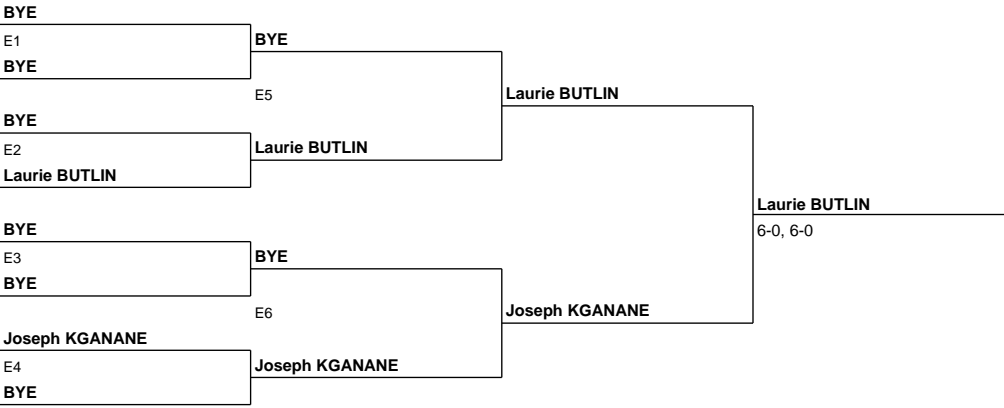 BYE
E1
BYE
BYE
E5
BYE
E2
Laurie BUTLIN
Laurie BUTLIN
Laurie BUTLIN
BYE
E3
BYE
BYE
E6
Joseph KGANANE
E4
BYE
Joseph KGANANE
Joseph KGANANE
Laurie BUTLIN
6-0, 6-0